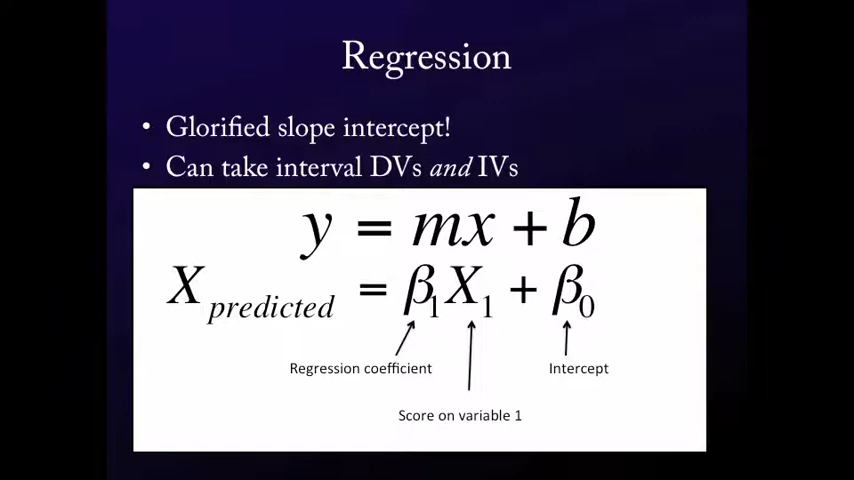 Regression
• Glorified slope intercept!
• Can take interval DVs and IVs
y = mx + b
X predicted = β1X1 + β0
Regression coefficient
Intercept
Score on variable 1